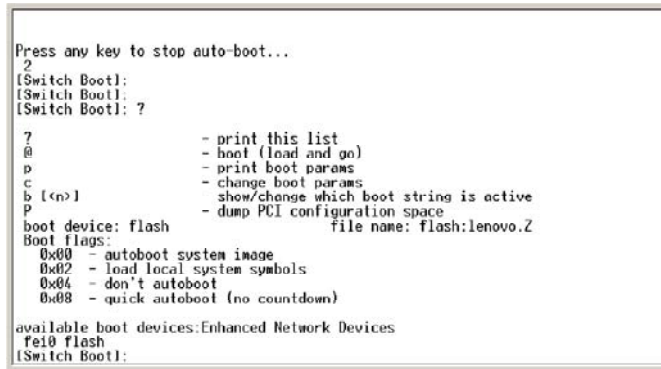 Press any key to stop auto-boot...
2
[Switch Boot]:
[Switch Boot]:
[Switch Boot]: ?
? - print this list
@ - boot (load and go)
p - print boot params
c - change boot params
b [<n>] show/change which boot string is active
P - dump PCI configuration space
boot device: flash file name: flash:lenovo.Z
Boot flags:
0x00 - autoboot system image
0x02 - load local system symbols
0x04 - don't autoboot
0x08 - quick autoboot (no countdown)
available boot devices:Enhanced Network Devices
fei0 flash
[Switch Boot]: